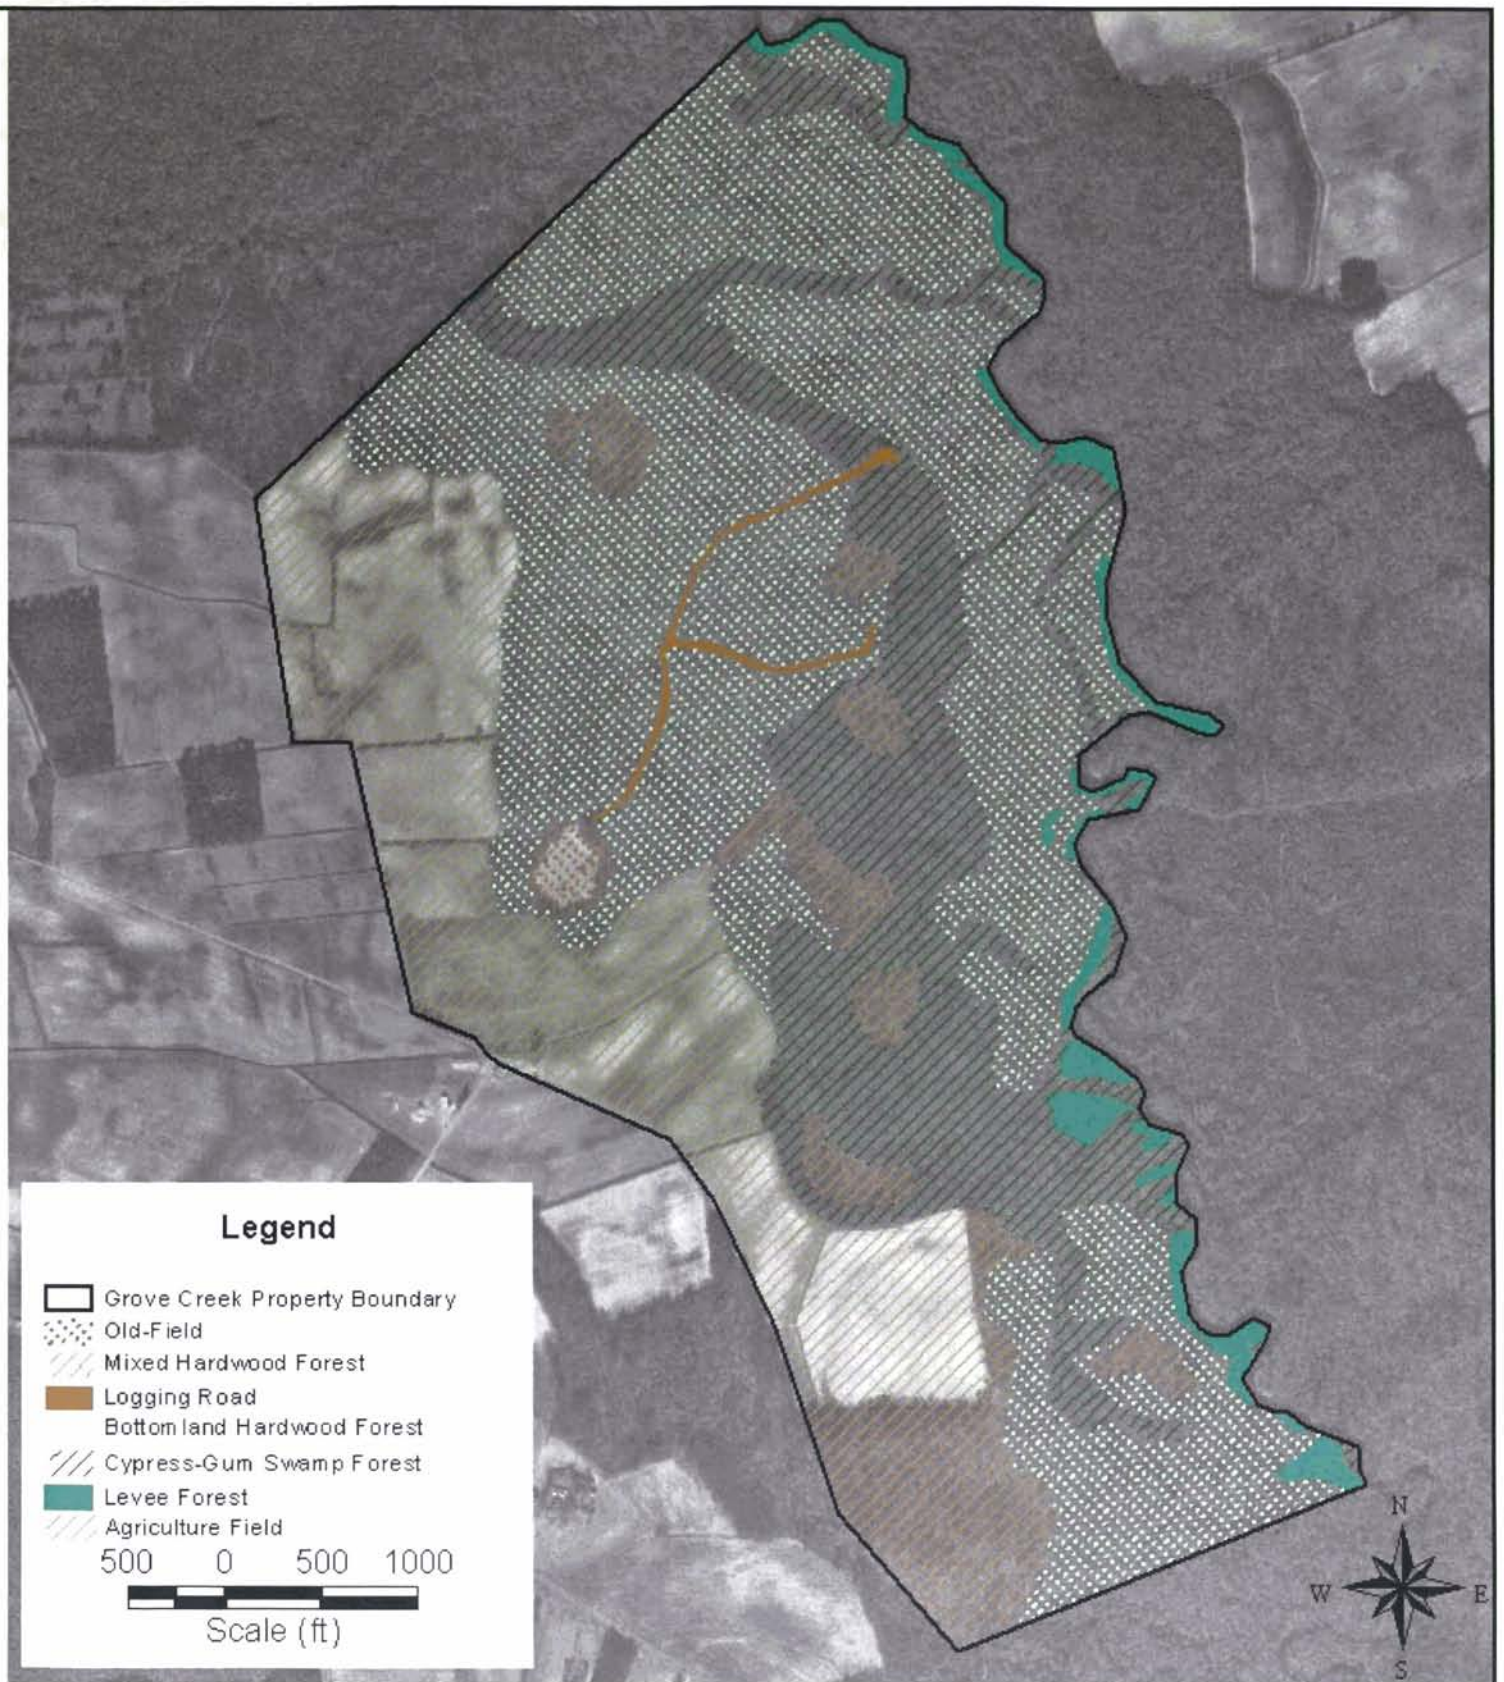 Legend
Grove Creek Property Boundary
Old-Field
Mixed Hardwood Forest
Logging Road
Bottomland Hardwood Forest
Cypress-Gum Swamp Forest
Levee Forest
Agriculture Field
500 0 500 1000
Scale (ft)
N
W E
S